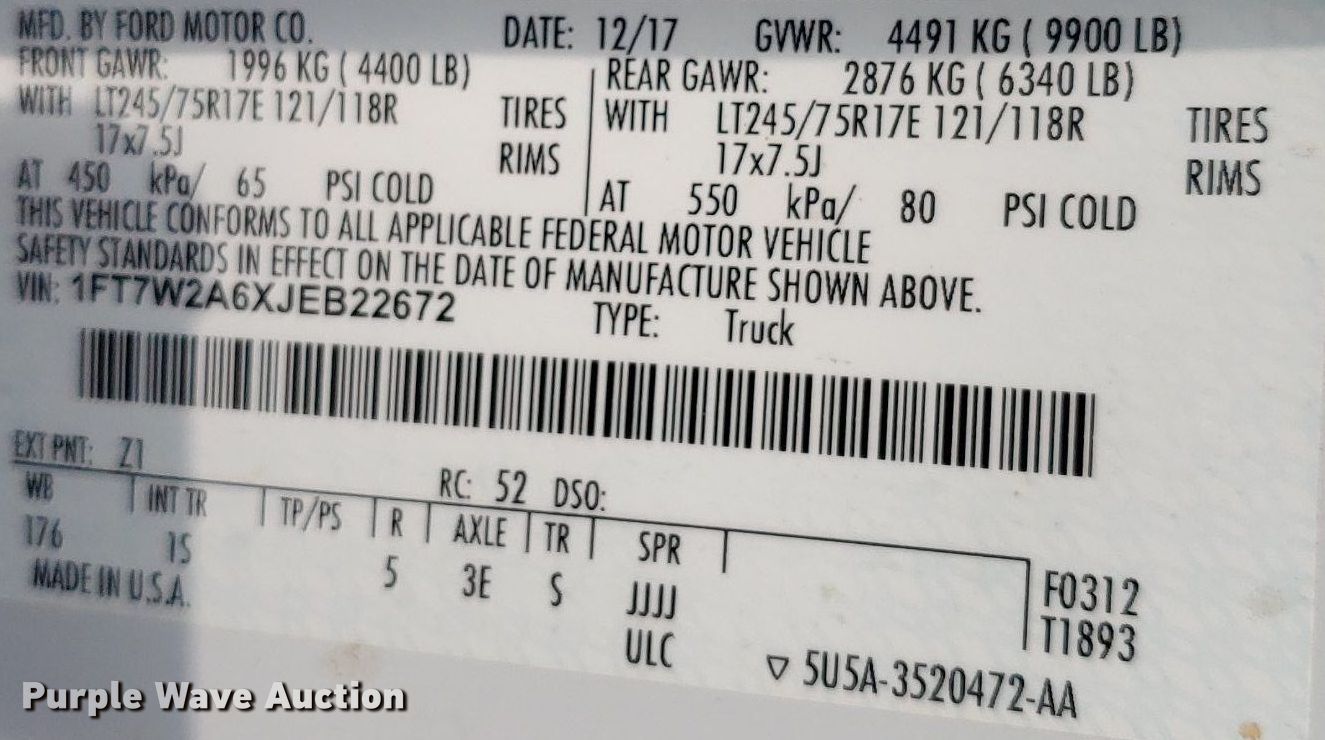 MFD. BY FORD MOTOR CO. DATE: 12/17 GVWR: 4491 KG ( 9900 LB)
FRONT GAWR: 1996 KG ( 4400 LB) REAR GAWR: 2876 KG ( 6340 LB)
WITH LT245/75R17E 121/118R TIRES WITH LT245/75R17E 121/118R TIRES
17x7.5J RIMS 17x7.5J RIMS
AT 450 kPa/ 65 PSI COLD AT 550 kPa/ 80 PSI COLD
THIS VEHICLE CONFORMS TO ALL APPLICABLE FEDERAL MOTOR VEHICLE
SAFETY STANDARDS IN EFFECT ON THE DATE OF MANUFACTURE SHOWN ABOVE.
VIN: 1FT7W2A6XJEB22672 TYPE: Truck
EXT PNT: Z1 RC: 52 DSO:
WB INT TR TP/PS R AXLE TR SPR
176 1S 5 3E S JJJJ F0312
MADE IN U.S.A. ULC T1893
▽ 5U5A-3520472-AA
Purple Wave Auction